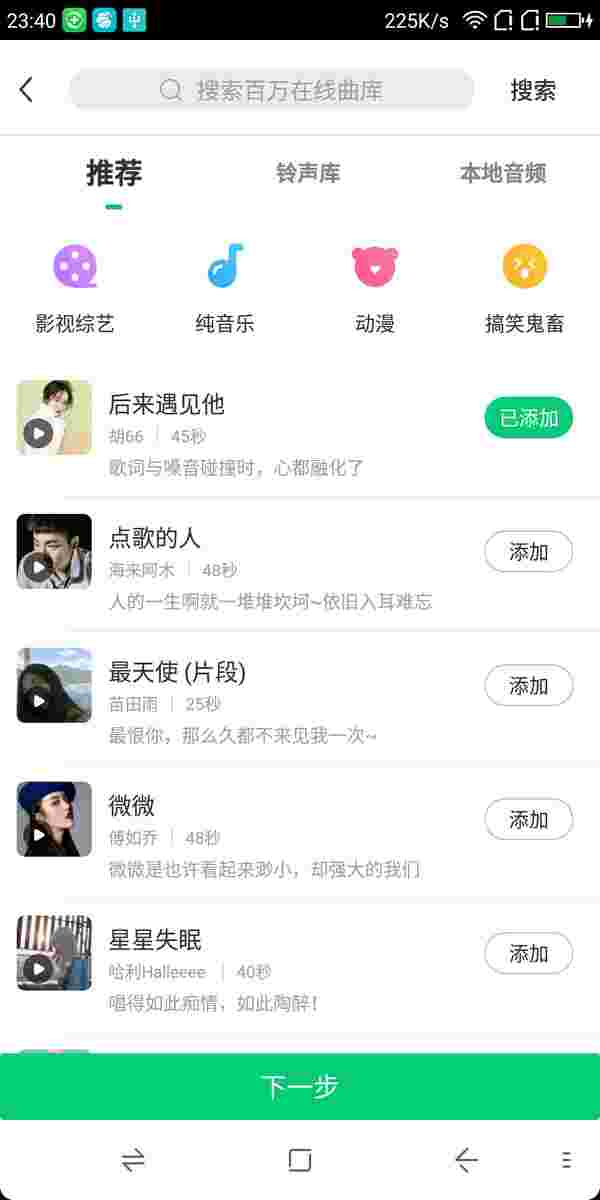 23:40
225K/s
搜索百万在线曲库
搜索
推荐
铃声库
本地音频
影视综艺
纯音乐
动漫
搞笑鬼畜
后来遇见他
胡66 | 45秒
歌词与嗓音碰撞时，心都融化了
已添加
点歌的人
海来阿木 | 48秒
人的一生啊就一堆堆坎坷~依旧入耳难忘
添加
最天使 (片段)
苗田雨 | 25秒
最恨你，那么久都不来见我一次~
添加
微微
傅如乔 | 48秒
微微是也许看起来渺小，却强大的我们
添加
星星失眠
哈利Halleeee | 40秒
唱得如此痴情，如此陶醉！
添加
下一步